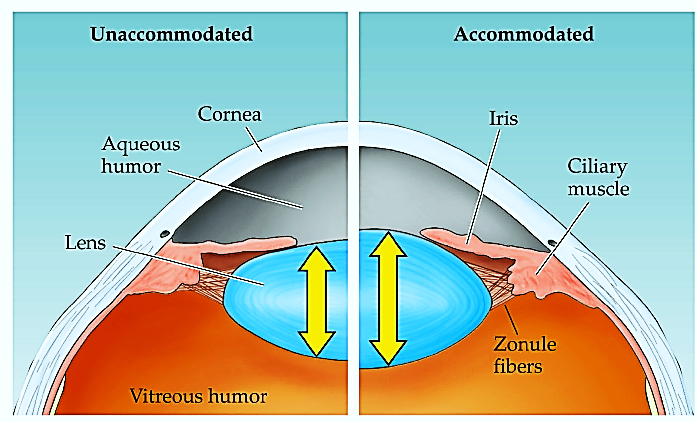 Unaccommodated
Accommodated
Cornea
Iris
Aqueous
humor
Ciliary
muscle
Lens
Zonule
fibers
Vitreous humor